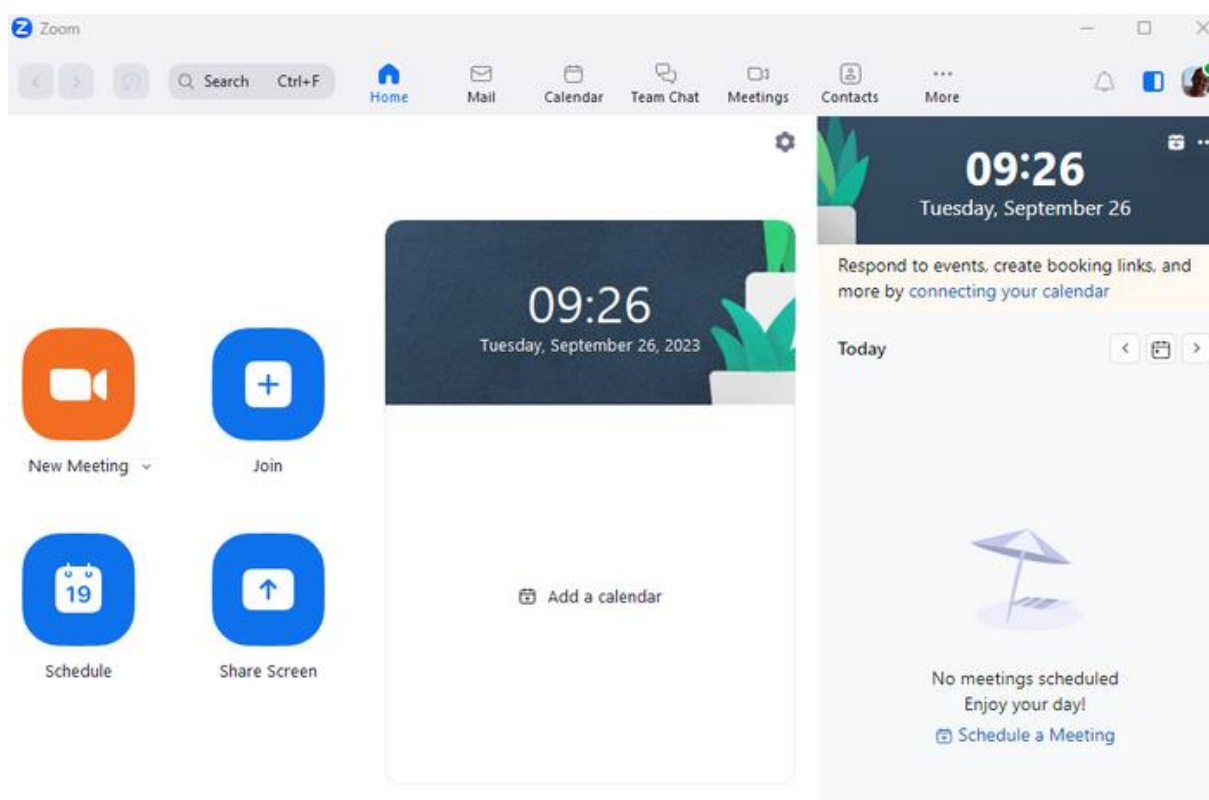 Zoom
Search Ctrl+F
Home
Mail
Calendar
Team Chat
Meetings
Contacts
More
09:26
Tuesday, September 26, 2023
New Meeting
Join
19
Schedule
Share Screen
Add a calendar
09:26
Tuesday, September 26
Respond to events, create booking links, and
more by connecting your calendar
Today
No meetings scheduled
Enjoy your day!
Schedule a Meeting